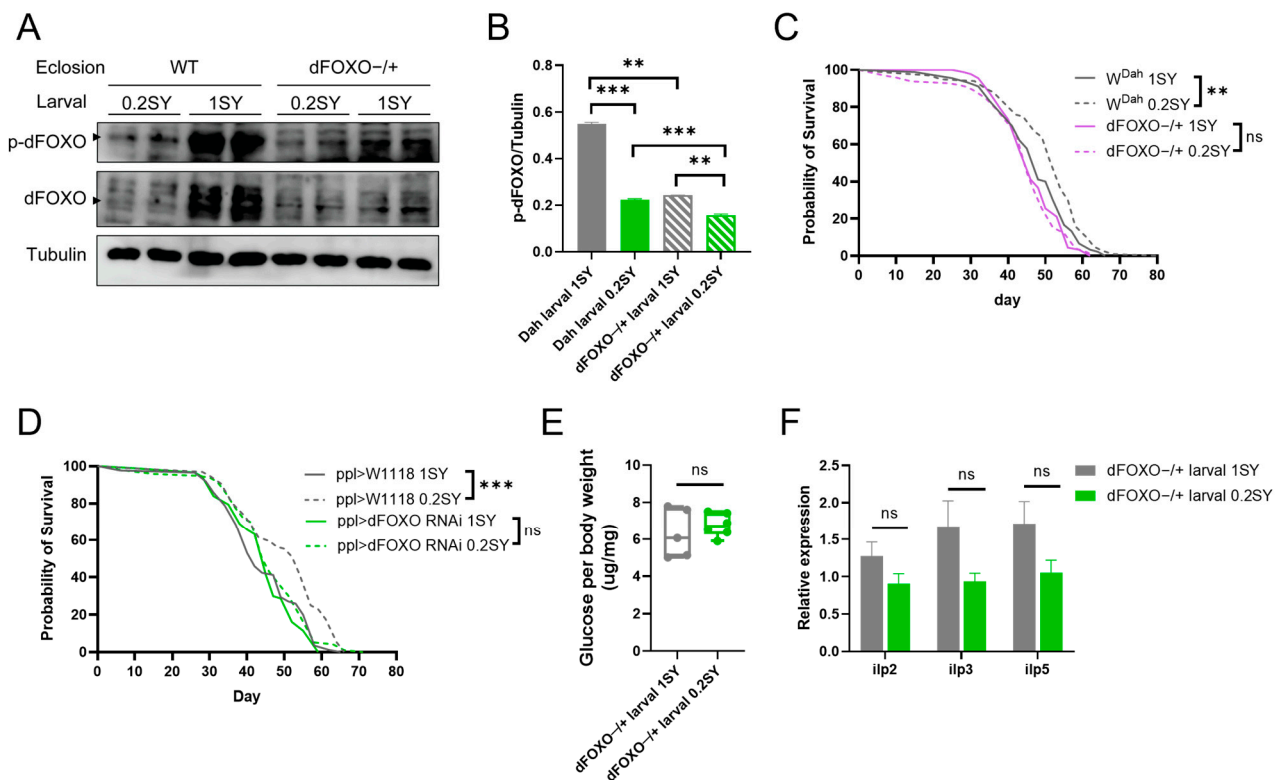 A
Eclosion WT dFOXO−/+
Larval 0.2SY 1SY 0.2SY 1SY
p-dFOXO
dFOXO
Tubulin
B
p-dFOXO/Tubulin
0.8
0.6
0.4
0.2
0.0
**
***
***
**
Dah larval 1SY
Dah larval 0.2SY
dFOXO−/+ larval 1SY
dFOXO−/+ larval 0.2SY
C
Probability of Survival
100
80
60
40
20
0
0 10 20 30 40 50 60 70 80
day
W^Dah 1SY
W^Dah 0.2SY
**
dFOXO−/+ 1SY
dFOXO−/+ 0.2SY
ns
D
Probability of Survival
100
80
60
40
20
0
0 10 20 30 40 50 60 70 80
Day
ppl>W1118 1SY
ppl>W1118 0.2SY
***
ppl>dFOXO RNAi 1SY
ppl>dFOXO RNAi 0.2SY
ns
E
Glucose per body weight
(ug/mg)
10
8
6
4
2
0
ns
dFOXO−/+ larval 1SY
dFOXO−/+ larval 0.2SY
F
Relative expression
2.5
2.0
1.5
1.0
0.5
0.0
ns
ns
ns
ilp2 ilp3 ilp5
dFOXO−/+ larval 1SY
dFOXO−/+ larval 0.2SY